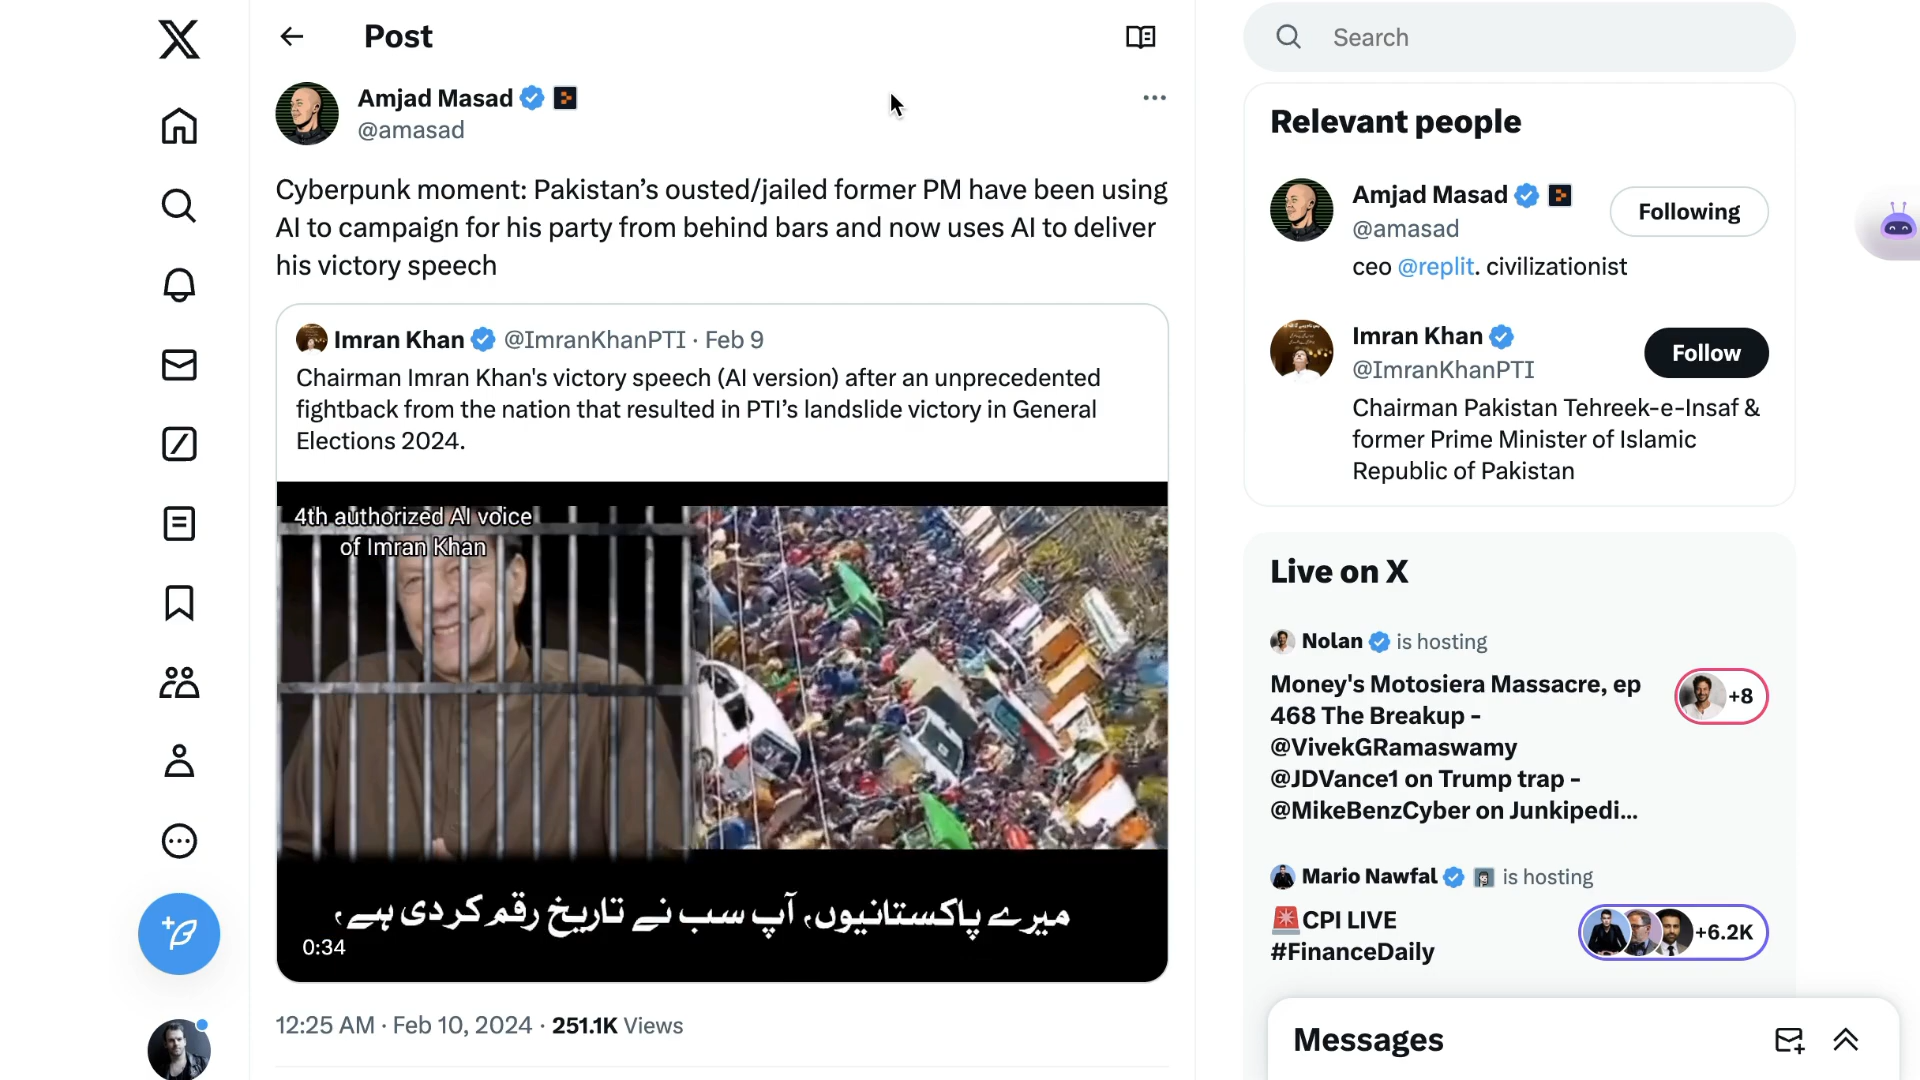 Post
Amjad Masad
@amasad
Cyberpunk moment: Pakistan’s ousted/jailed former PM have been using
AI to campaign for his party from behind bars and now uses AI to deliver
his victory speech
Imran Khan @ImranKhanPTI · Feb 9
Chairman Imran Khan's victory speech (AI version) after an unprecedented
fightback from the nation that resulted in PTI’s landslide victory in General
Elections 2024.
4th authorized AI voice
of Imran Khan
میرے پاکستانیوں، آپ سب نے تاریخ رقم کر دی ہے،
0:34
12:25 AM · Feb 10, 2024 · 251.1K Views
Search
Relevant people
Amjad Masad
Following
@amasad
ceo @replit. civilizationist
Imran Khan
Follow
@ImranKhanPTI
Chairman Pakistan Tehreek-e-Insaf &
former Prime Minister of Islamic
Republic of Pakistan
Live on X
Nolan is hosting
Money's Motosiera Massacre, ep
468 The Breakup -
@VivekGRamaswamy
@JDVance1 on Trump trap -
@MikeBenzCyber on Junkipedi...
+8
Mario Nawfal is hosting
CPI LIVE
#FinanceDaily
+6.2K
Messages